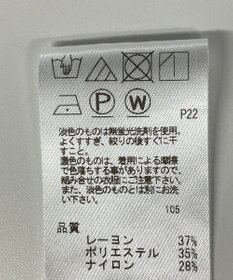 P W P22
淡色のものは無蛍光洗剤を使用。
よくすすぎ、絞りの後すぐに干
すこと。
濃色のものは、着用による摩擦
で色落ちする事がありますので、
組み合せの衣服にご注意下さい。
また淡色のものとは別にお洗
い下さい。
105
品質
レーヨン 37%
ポリエステル 35%
ナイロン 28%